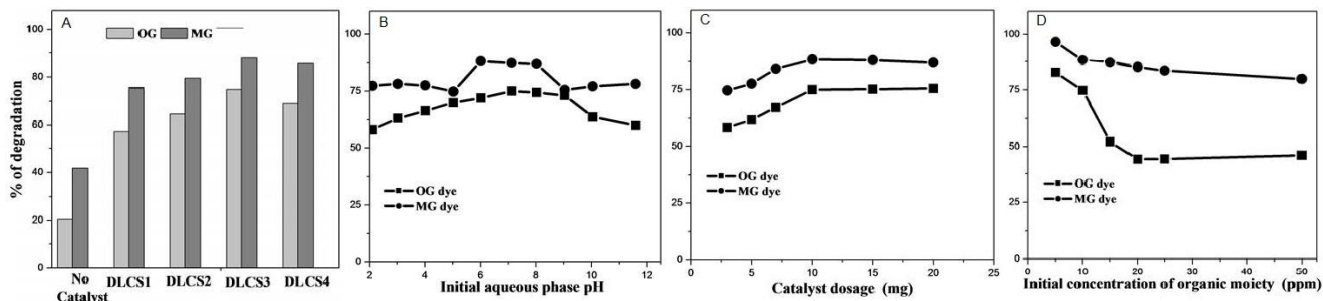 A
OG
MG
100
80
60
40
20
0
% of degradation
No
Catalyst
DLCS1
DLCS2
DLCS3
DLCS4
B
100
75
50
25
0
OG dye
MG dye
2
4
6
8
10
12
Initial aqueous phase pH
C
100
75
50
25
0
OG dye
MG dye
0
5
10
15
20
25
Catalyst dosage (mg)
D
100
75
50
25
0
OG dye
MG dye
0
10
20
30
40
50
Initial concentration of organic moiety (ppm)